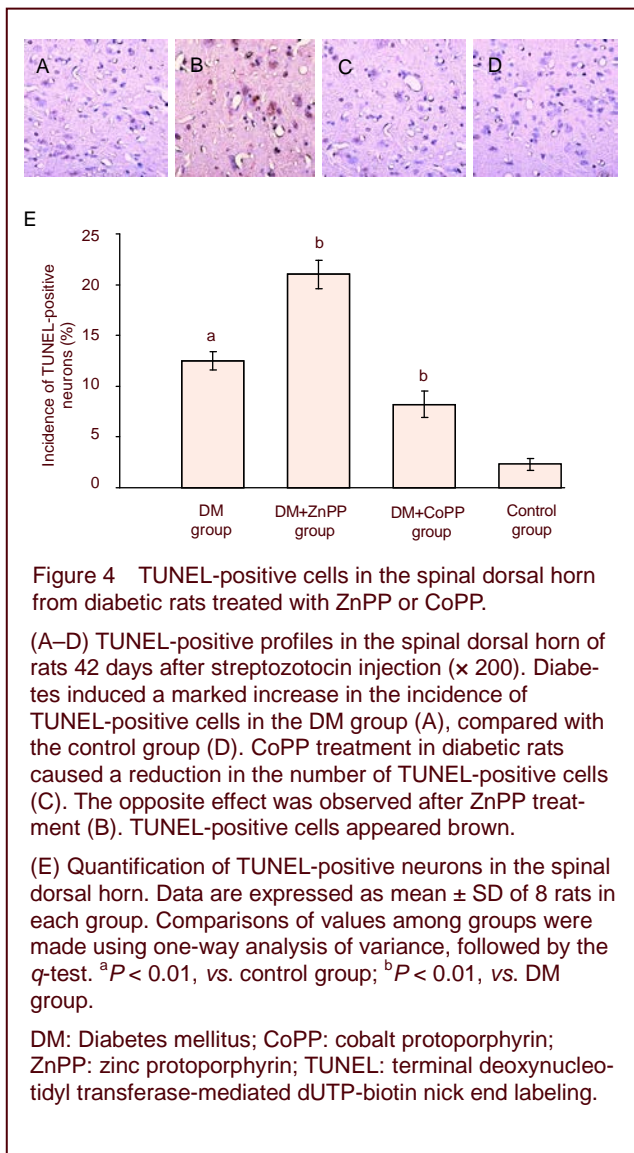 A B C D
E
Incidence of TUNEL-positive
neurons (%)
25
20
15
10
5
0
a
b
b
DM
group
DM+ZnPP
group
DM+CoPP
group
Control
group
Figure 4 TUNEL-positive cells in the spinal dorsal horn
from diabetic rats treated with ZnPP or CoPP.
(A–D) TUNEL-positive profiles in the spinal dorsal horn of
rats 42 days after streptozotocin injection (× 200). Diabe-
tes induced a marked increase in the incidence of
TUNEL-positive cells in the DM group (A), compared with
the control group (D). CoPP treatment in diabetic rats
caused a reduction in the number of TUNEL-positive cells
(C). The opposite effect was observed after ZnPP treat-
ment (B). TUNEL-positive cells appeared brown.
(E) Quantification of TUNEL-positive neurons in the spinal
dorsal horn. Data are expressed as mean ± SD of 8 rats in
each group. Comparisons of values among groups were
made using one-way analysis of variance, followed by the
q-test. ᵃP < 0.01, vs. control group; ᵇP < 0.01, vs. DM
group.
DM: Diabetes mellitus; CoPP: cobalt protoporphyrin;
ZnPP: zinc protoporphyrin; TUNEL: terminal deoxynucleo-
tidyl transferase-mediated dUTP-biotin nick end labeling.